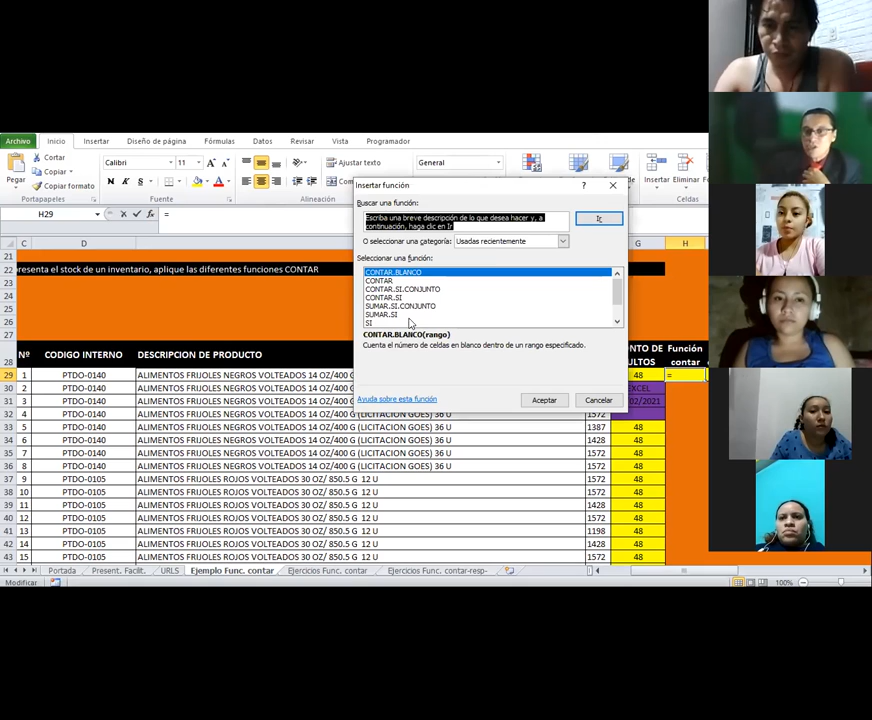 Archivo Inicio Insertar Diseño de página Fórmulas Datos Revisar Vista Programador
Pegar
Cortar
Copiar
Copiar formato
Portapapeles
Calibri 11
N K S
Fuente
Alineación
Ajustar texto
General
Insertar Eliminar
H29 =
Insertar función
Buscar una función:
Escriba una breve descripción de lo que desea hacer y, a
continuación, haga clic en Ir
Ir
O seleccionar una categoría: Usadas recientemente
Seleccionar una función:
CONTAR.BLANCO
CONTAR
CONTAR.SI.CONJUNTO
CONTAR.SI
SUMAR.SI.CONJUNTO
SUMAR.SI
SI
CONTAR.BLANCO(rango)
Cuenta el número de celdas en blanco dentro de un rango especificado.
Ayuda sobre esta función
Aceptar Cancelar
C D G H
21
22 presenta el stock de un inventario, aplique las diferentes funciones CONTAR
23
24
25
26
27
28 Nº CODIGO INTERNO DESCRIPCION DE PRODUCTO NTO DE BULTOS Función contar
29 1 PTDO-0140 ALIMENTOS FRIJOLES NEGROS VOLTEADOS 14 OZ/400 G 48 =
30 2 PTDO-0140 ALIMENTOS FRIJOLES NEGROS VOLTEADOS 14 OZ/400 G EXCEL
31 3 PTDO-0140 ALIMENTOS FRIJOLES NEGROS VOLTEADOS 14 OZ/400 G 02/2021
32 4 PTDO-0140 ALIMENTOS FRIJOLES NEGROS VOLTEADOS 14 OZ/400 G (LICITACION GOES) 36 U 1572
33 5 PTDO-0140 ALIMENTOS FRIJOLES NEGROS VOLTEADOS 14 OZ/400 G (LICITACION GOES) 36 U 1387 48
34 6 PTDO-0140 ALIMENTOS FRIJOLES NEGROS VOLTEADOS 14 OZ/400 G (LICITACION GOES) 36 U 1428 48
35 7 PTDO-0140 ALIMENTOS FRIJOLES NEGROS VOLTEADOS 14 OZ/400 G (LICITACION GOES) 36 U 1572 48
36 8 PTDO-0140 ALIMENTOS FRIJOLES NEGROS VOLTEADOS 14 OZ/400 G (LICITACION GOES) 36 U 1572 48
37 9 PTDO-0105 ALIMENTOS FRIJOLES ROJOS VOLTEADOS 30 OZ/ 850.5 G 12 U 1572 48
38 10 PTDO-0105 ALIMENTOS FRIJOLES ROJOS VOLTEADOS 30 OZ/ 850.5 G 12 U 1572 48
39 11 PTDO-0105 ALIMENTOS FRIJOLES ROJOS VOLTEADOS 30 OZ/ 850.5 G 12 U 1428 48
40 12 PTDO-0105 ALIMENTOS FRIJOLES ROJOS VOLTEADOS 30 OZ/ 850.5 G 12 U 1572 48
41 13 PTDO-0105 ALIMENTOS FRIJOLES ROJOS VOLTEADOS 30 OZ/ 850.5 G 12 U 1198 48
42 14 PTDO-0105 ALIMENTOS FRIJOLES ROJOS VOLTEADOS 30 OZ/ 850.5 G 12 U 1428 48
43 15 PTDO-0105 ALIMENTOS FRIJOLES ROJOS VOLTEADOS 30 OZ/ 850.5 G 12 U 1572 48
Portada Present. Facilit. URLS Ejemplo Func. contar Ejercicios Func. contar Ejercicios Func. contar-resp-
Modificar 100%